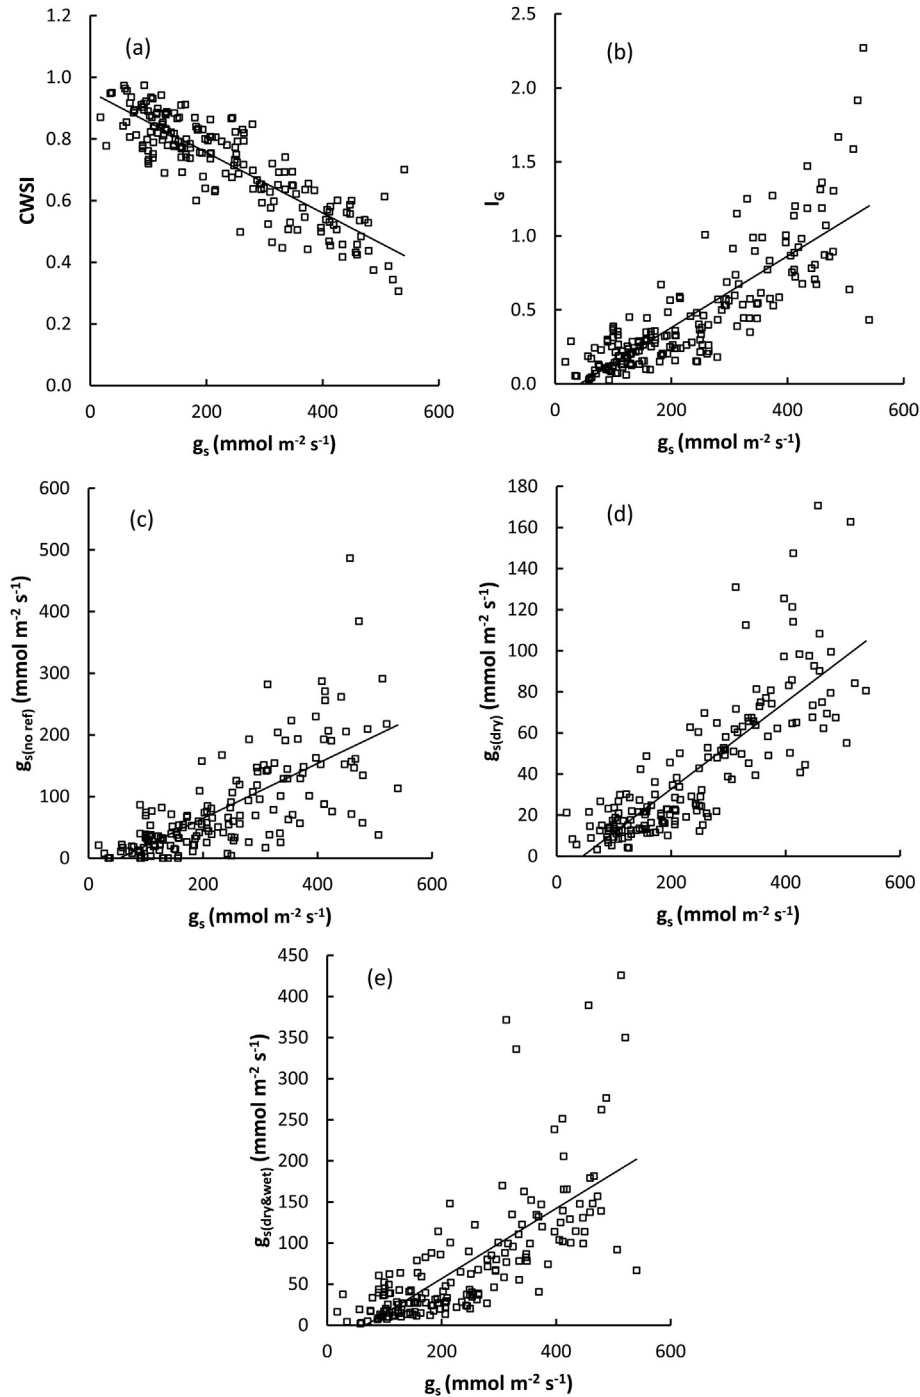 (a)
1.2
1.0
0.8
0.6
0.4
0.2
0.0
CWSI
0 200 400 600
gs (mmol m-2 s-1)
(b)
2.5
2.0
1.5
1.0
0.5
0.0
IG
0 200 400 600
gs (mmol m-2 s-1)
(c)
600
500
400
300
200
100
0
gs(no ref) (mmol m-2 s-1)
0 200 400 600
gs (mmol m-2 s-1)
(d)
180
160
140
120
100
80
60
40
20
0
gs(dry) (mmol m-2 s-1)
0 200 400 600
gs (mmol m-2 s-1)
(e)
450
400
350
300
250
200
150
100
50
0
gs(dry&wet) (mmol m-2 s-1)
0 200 400 600
gs (mmol m-2 s-1)